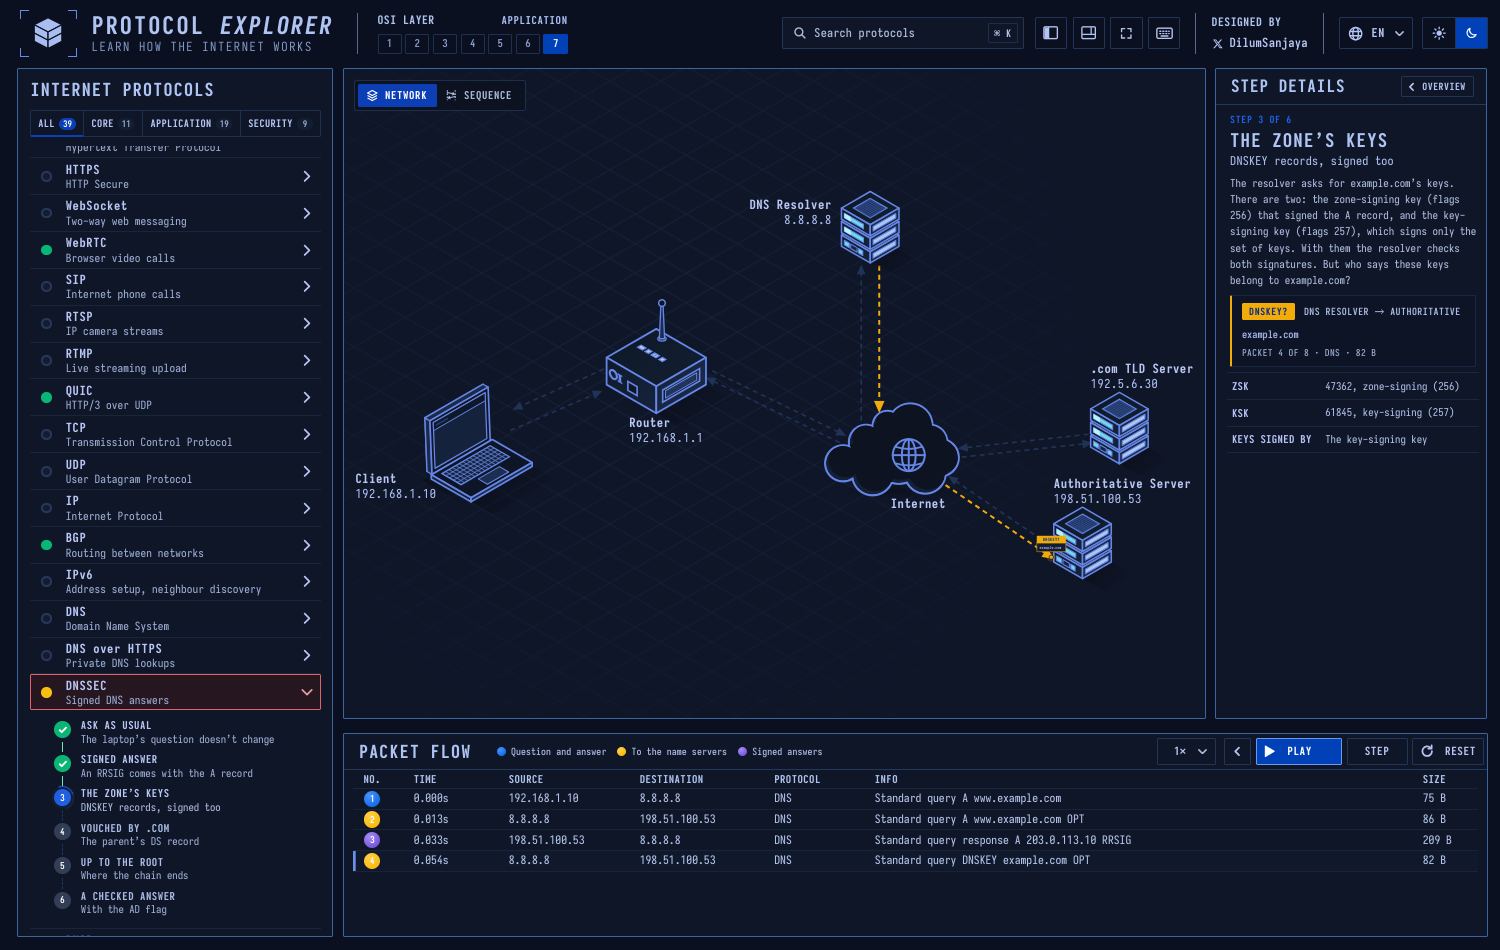 PROTOCOL EXPLORER
LEARN HOW THE INTERNET WORKS
OSI LAYER APPLICATION
1 2 3 4 5 6 7
Search protocols ⌘ K
DESIGNED BY
DilumSanjaya
EN
INTERNET PROTOCOLS
ALL 39 CORE 11 APPLICATION 19 SECURITY 9
Hypertext Transfer Protocol
HTTPS
HTTP Secure
WebSocket
Two-way web messaging
WebRTC
Browser video calls
SIP
Internet phone calls
RTSP
IP camera streams
RTMP
Live streaming upload
QUIC
HTTP/3 over UDP
TCP
Transmission Control Protocol
UDP
User Datagram Protocol
IP
Internet Protocol
BGP
Routing between networks
IPv6
Address setup, neighbour discovery
DNS
Domain Name System
DNS over HTTPS
Private DNS lookups
DNSSEC
Signed DNS answers
ASK AS USUAL
The laptop's question doesn't change
SIGNED ANSWER
An RRSIG comes with the A record
3 THE ZONE'S KEYS
DNSKEY records, signed too
4 VOUCHED BY .COM
The parent's DS record
5 UP TO THE ROOT
Where the chain ends
6 A CHECKED ANSWER
With the AD flag
NETWORK SEQUENCE
DNS Resolver
8.8.8.8
Router
192.168.1.1
Client
192.168.1.10
Internet
.com TLD Server
192.5.6.30
Authoritative Server
198.51.100.53
DNSKEY?
example.com
STEP DETAILS OVERVIEW
STEP 3 OF 6
THE ZONE'S KEYS
DNSKEY records, signed too
The resolver asks for example.com's keys.
There are two: the zone-signing key (flags
256) that signed the A record, and the key-
signing key (flags 257), which signs only the
set of keys. With them the resolver checks
both signatures. But who says these keys
belong to example.com?
DNSKEY? DNS RESOLVER → AUTHORITATIVE
example.com
PACKET 4 OF 8 · DNS · 82 B
ZSK 47362, zone-signing (256)
KSK 61845, key-signing (257)
KEYS SIGNED BY The key-signing key
PACKET FLOW Question and answer To the name servers Signed answers
1× PLAY STEP RESET
NO. TIME SOURCE DESTINATION PROTOCOL INFO SIZE
1 0.000s 192.168.1.10 8.8.8.8 DNS Standard query A www.example.com 75 B
2 0.013s 8.8.8.8 198.51.100.53 DNS Standard query A www.example.com OPT 86 B
3 0.033s 198.51.100.53 8.8.8.8 DNS Standard query response A 203.0.113.10 RRSIG 209 B
4 0.054s 8.8.8.8 198.51.100.53 DNS Standard query DNSKEY example.com OPT 82 B